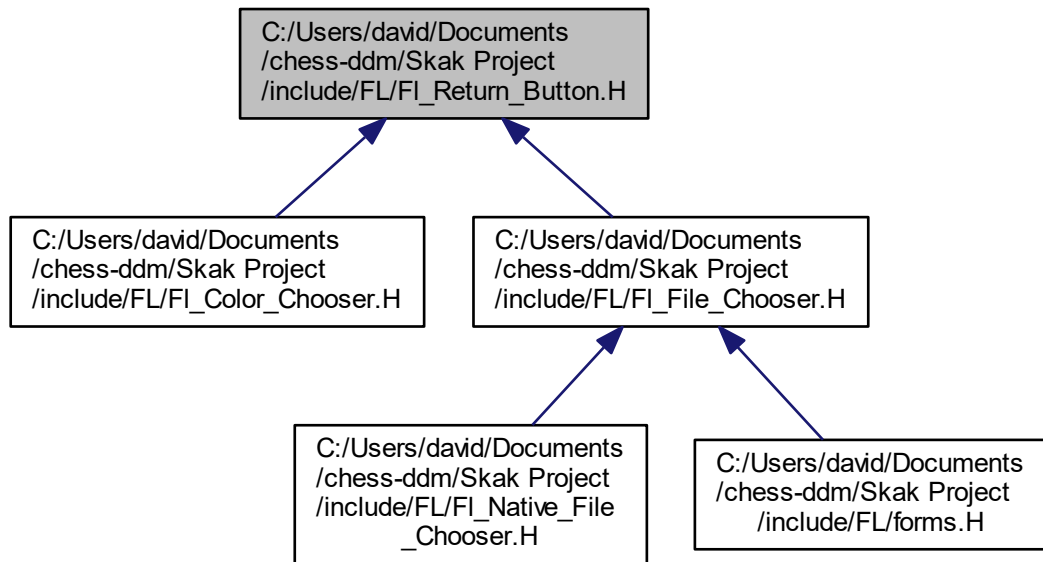 C:/Users/david/Documents
/chess-ddm/Skak Project
/include/FL/Fl_Return_Button.H
C:/Users/david/Documents
/chess-ddm/Skak Project
/include/FL/Fl_Color_Chooser.H
C:/Users/david/Documents
/chess-ddm/Skak Project
/include/FL/Fl_File_Chooser.H
C:/Users/david/Documents
/chess-ddm/Skak Project
/include/FL/Fl_Native_File
_Chooser.H
C:/Users/david/Documents
/chess-ddm/Skak Project
/include/FL/forms.H